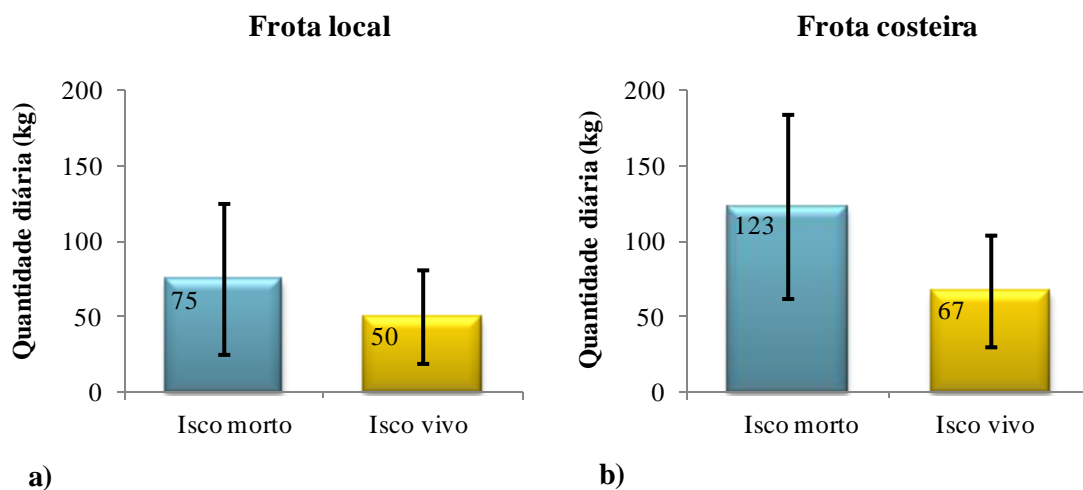 Frota local
Quantidade diária (kg)
200
150
100
50
0
75
50
Isco morto
Isco vivo
a)
Frota costeira
Quantidade diária (kg)
200
150
100
50
0
123
67
Isco morto
Isco vivo
b)